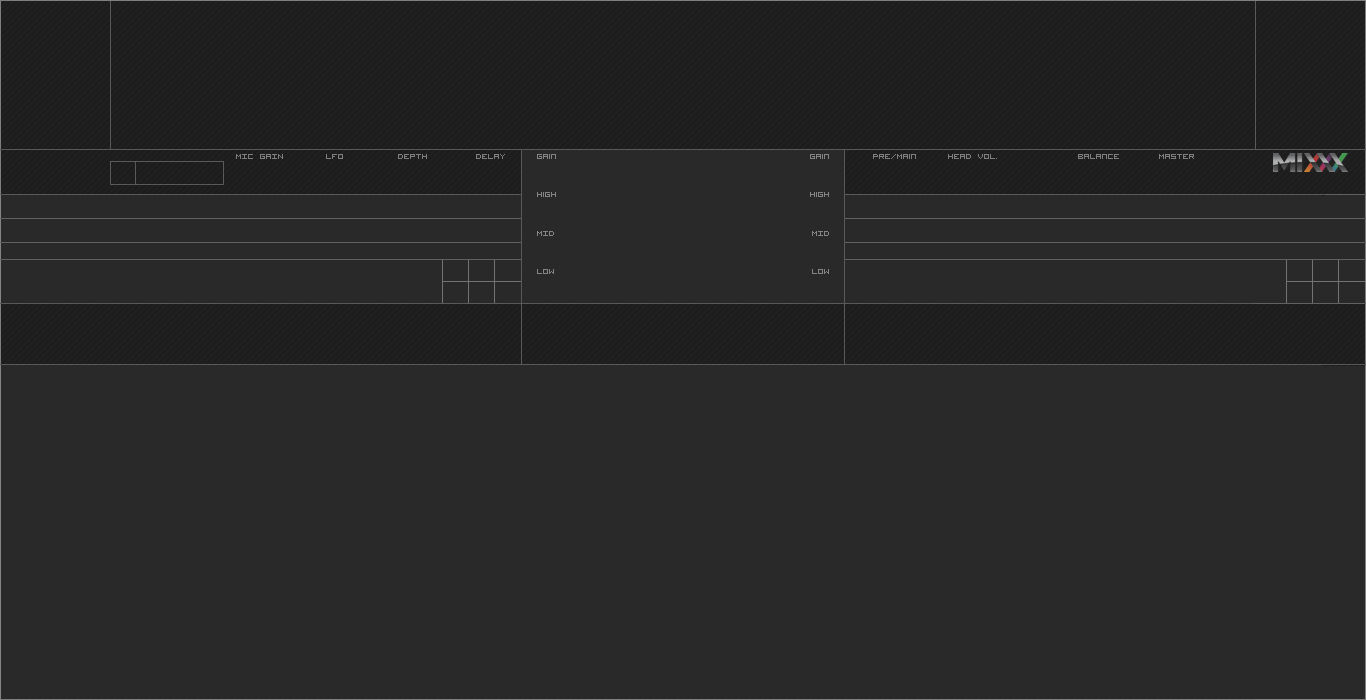 MIC GAIN LFO DEPTH DELAY GAIN GAIN PRE/MAIN HEAD VOL. BALANCE MASTER MIXXX
HIGH HIGH
MID MID
LOW LOW